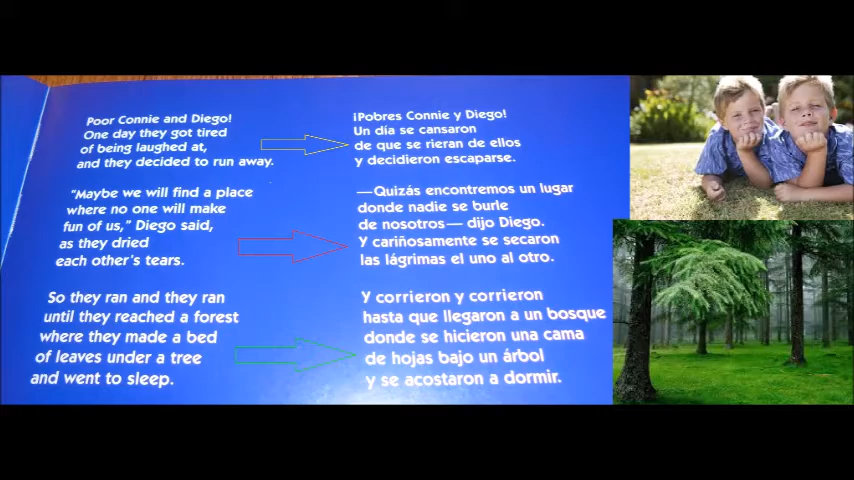 Poor Connie and Diego!
One day they got tired
of being laughed at,
and they decided to run away.
"Maybe we will find a place
where no one will make
fun of us," Diego said,
as they dried
each other's tears.
So they ran and they ran
until they reached a forest
where they made a bed
of leaves under a tree
and went to sleep.
¡Pobres Connie y Diego!
Un día se cansaron
de que se rieran de ellos
y decidieron escaparse.
—Quizás encontremos un lugar
donde nadie se burle
de nosotros— dijo Diego.
Y cariñosamente se secaron
las lágrimas el uno al otro.
Y corrieron y corrieron
hasta que llegaron a un bosque
donde se hicieron una cama
de hojas bajo un árbol
y se acostaron a dormir.